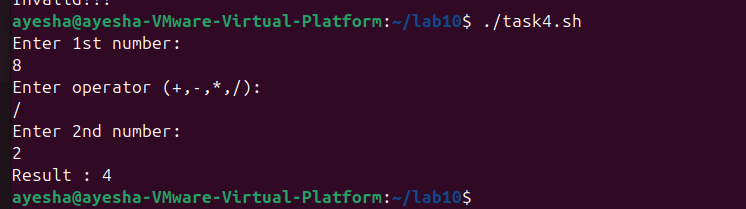 Invalid!!!
ayesha@ayesha-VMware-Virtual-Platform:~/lab10$ ./task4.sh
Enter 1st number:
8
Enter operator (+,-,*,/):
/
Enter 2nd number:
2
Result : 4
ayesha@ayesha-VMware-Virtual-Platform:~/lab10$